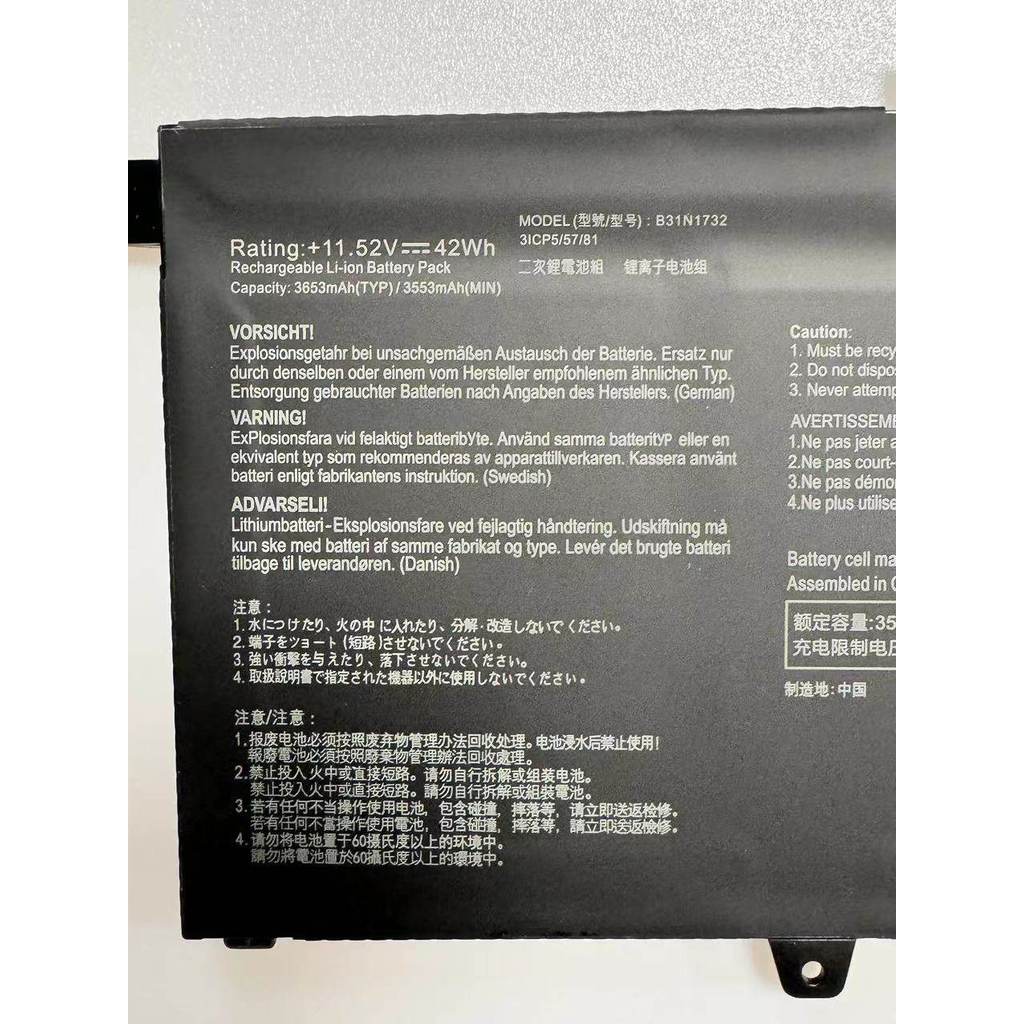 Rating:+11.52V⎓42Wh
Rechargeable Li-ion Battery Pack
Capacity: 3653mAh(TYP) / 3553mAh(MIN)
MODEL (型號/型号) : B31N1732
3ICP5/57/81
二次鋰電池組 锂离子电池组
VORSICHT!
Explosionsgetahr bei unsachgemäßen Austausch der Batterie. Ersatz nur
durch denselben oder einem vom Hersteller empfohlenem ähnlichen Typ.
Entsorgung gebrauchter Batterien nach Angaben des Herstellers. (German)
VARNING!
ExPlosionsfara vid felaktigt batteribyte. Använd samma batterityp eller en
ekvivalent typ som rekommenderas av apparattillverkaren. Kassera använt
batteri enligt fabrikantens instruktion. (Swedish)
ADVARSELI!
Lithiumbatteri-Eksplosionsfare ved fejlagtig håndtering. Udskiftning må
kun ske med batteri af samme fabrikat og type. Levér det brugte batteri
tilbage til leverandøren. (Danish)
注意 :
1. 水につけたり、火の中に入れたり、分解·改造しないでください。
2. 端子をショート (短路) させないでください。
3. 強い衝撃を与えたり、落下させないでください。
4. 取扱説明書で指定された機器以外に使用しないでください。
注意/注意 :
1. 报废电池必须按照废弃物管理办法回收处理。电池浸水后禁止使用!
報廢電池必須按照廢棄物管理辦法回收處理。
2. 禁止投入火中或直接短路。请勿自行拆解或组装电池。
禁止投入火中或直接短路。請勿自行拆解或組裝電池。
3. 若有任何不当操作使用电池，包含碰撞，摔落等，请立即送返检修。
若有任何不當操作使用電池，包含碰撞，摔落等，請立即送返檢修。
4. 请勿将电池置于60摄氏度以上的环境中。
請勿將電池置於60攝氏度以上的環境中。
Caution:
1. Must be recy
2. Do not dispos
3. Never attemp
AVERTISSEME
1.Ne pas jeter a
2.Ne pas court-
3.Ne pas démo
4.Ne plus utilise
Battery cell ma
Assembled in C
额定容量:35
充电限制电压
制造地: 中国